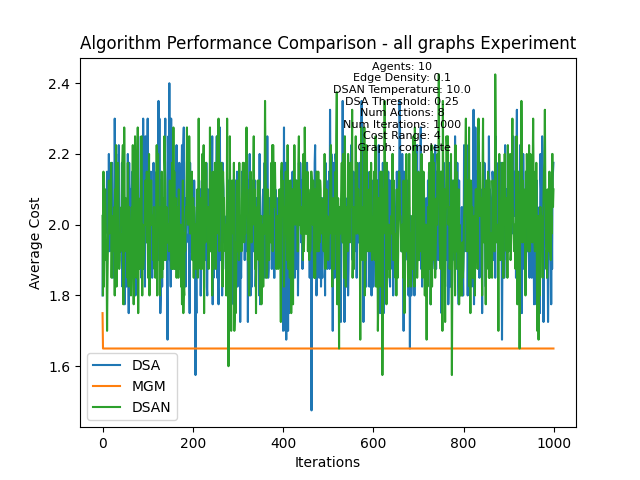 Algorithm Performance Comparison - all graphs Experiment
Agents: 10
Edge Density: 0.1
DSAN Temperature: 10.0
DSA Threshold: 0.25
Num Actions: 8
Num Iterations: 1000
Cost Range: 4
Graph: complete
2.4
2.2
2.0
1.8
1.6
Average Cost
DSA
MGM
DSAN
0
200
400
600
800
1000
Iterations